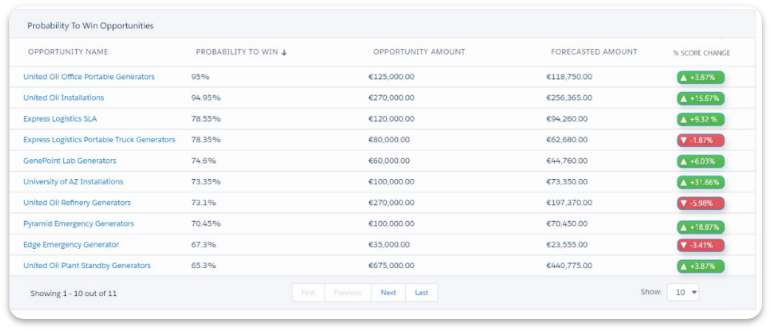 Probability To Win Opportunities
OPPORTUNITY NAME PROBABILITY TO WIN ↓ OPPORTUNITY AMOUNT FORECASTED AMOUNT % SCORE CHANGE
United Oli Office Portable Generators 95% €125,000.00 €118,750.00 ▲ +3.87%
United Oil Installations 94.95% €270,000.00 €256,365.00 ▲ +15.67%
Express Logistics SLA 78.55% €120,000.00 €94,260.00 ▲ +9.32 %
Express Logistics Portable Truck Generators 78.35% €80,000.00 €62,680.00 ▼ -1.87%
GenePoint Lab Generators 74.6% €60,000.00 €44,760.00 ▲ +6.03%
University of AZ Installations 73.35% €100,000.00 €73,350.00 ▲ +31.66%
United Oil Refinery Generators 73.1% €270,000.00 €197,370.00 ▼ -5.98%
Pyramid Emergency Generators 70.45% €100,000.00 €70,450.00 ▲ +18.87%
Edge Emergency Generator 67.3% €35,000.00 €23,555.00 ▼ -3.41%
United Oil Plant Standby Generators 65.3% €675,000.00 €440,775.00 ▲ +3.87%
Showing 1 - 10 out of 11 First Previous Next Last Show: 10 ▼